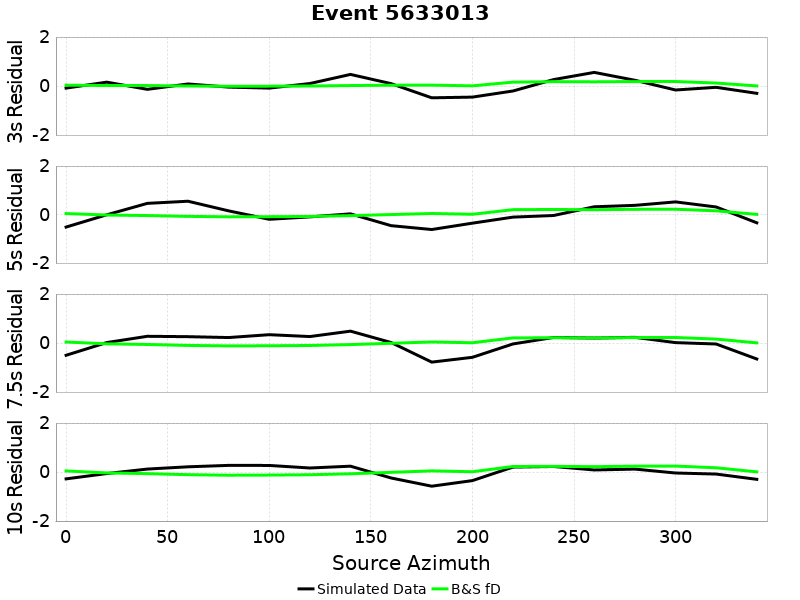 Event 5633013
3s Residual
2
0
-2
5s Residual
2
0
-2
7.5s Residual
2
0
-2
10s Residual
2
0
-2
0 50 100 150 200 250 300
Source Azimuth
Simulated Data B&S fD